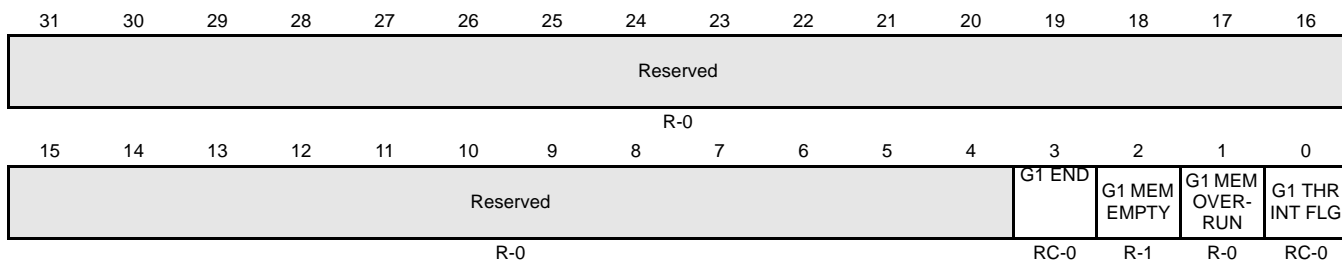 31 30 29 28 27 26 25 24 23 22 21 20 19 18 17 16
Reserved
R-0
15 14 13 12 11 10 9 8 7 6 5 4 3 2 1 0
Reserved
G1 END
G1 MEM
EMPTY
G1 MEM
OVER-
RUN
G1 THR
INT FLG
R-0 RC-0 R-1 R-0 RC-0